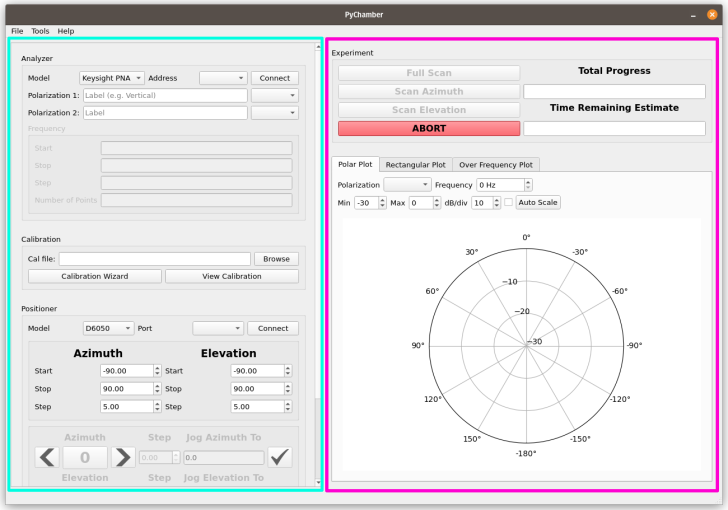 PyChamber
File Tools Help
Analyzer
Model Keysight PNA Address Connect
Polarization 1: Label (e.g. Vertical)
Polarization 2: Label
Frequency
Start
Stop
Step
Number of Points
Calibration
Cal file: Browse
Calibration Wizard View Calibration
Positioner
Model D6050 Port Connect
Azimuth Elevation
Start -90.00 Start -90.00
Stop 90.00 Stop 90.00
Step 5.00 Step 5.00
Azimuth Step Jog Azimuth To
0 0.00 0.0
Elevation Step Jog Elevation To
Experiment
Full Scan Total Progress
Scan Azimuth
Scan Elevation Time Remaining Estimate
ABORT
Polar Plot Rectangular Plot Over Frequency Plot
Polarization Frequency 0 Hz
Min -30 Max 0 dB/div 10 Auto Scale
0°
30° -30°
−10
60° -60°
−20
−30
90° -90°
120° -120°
150° -150°
-180°